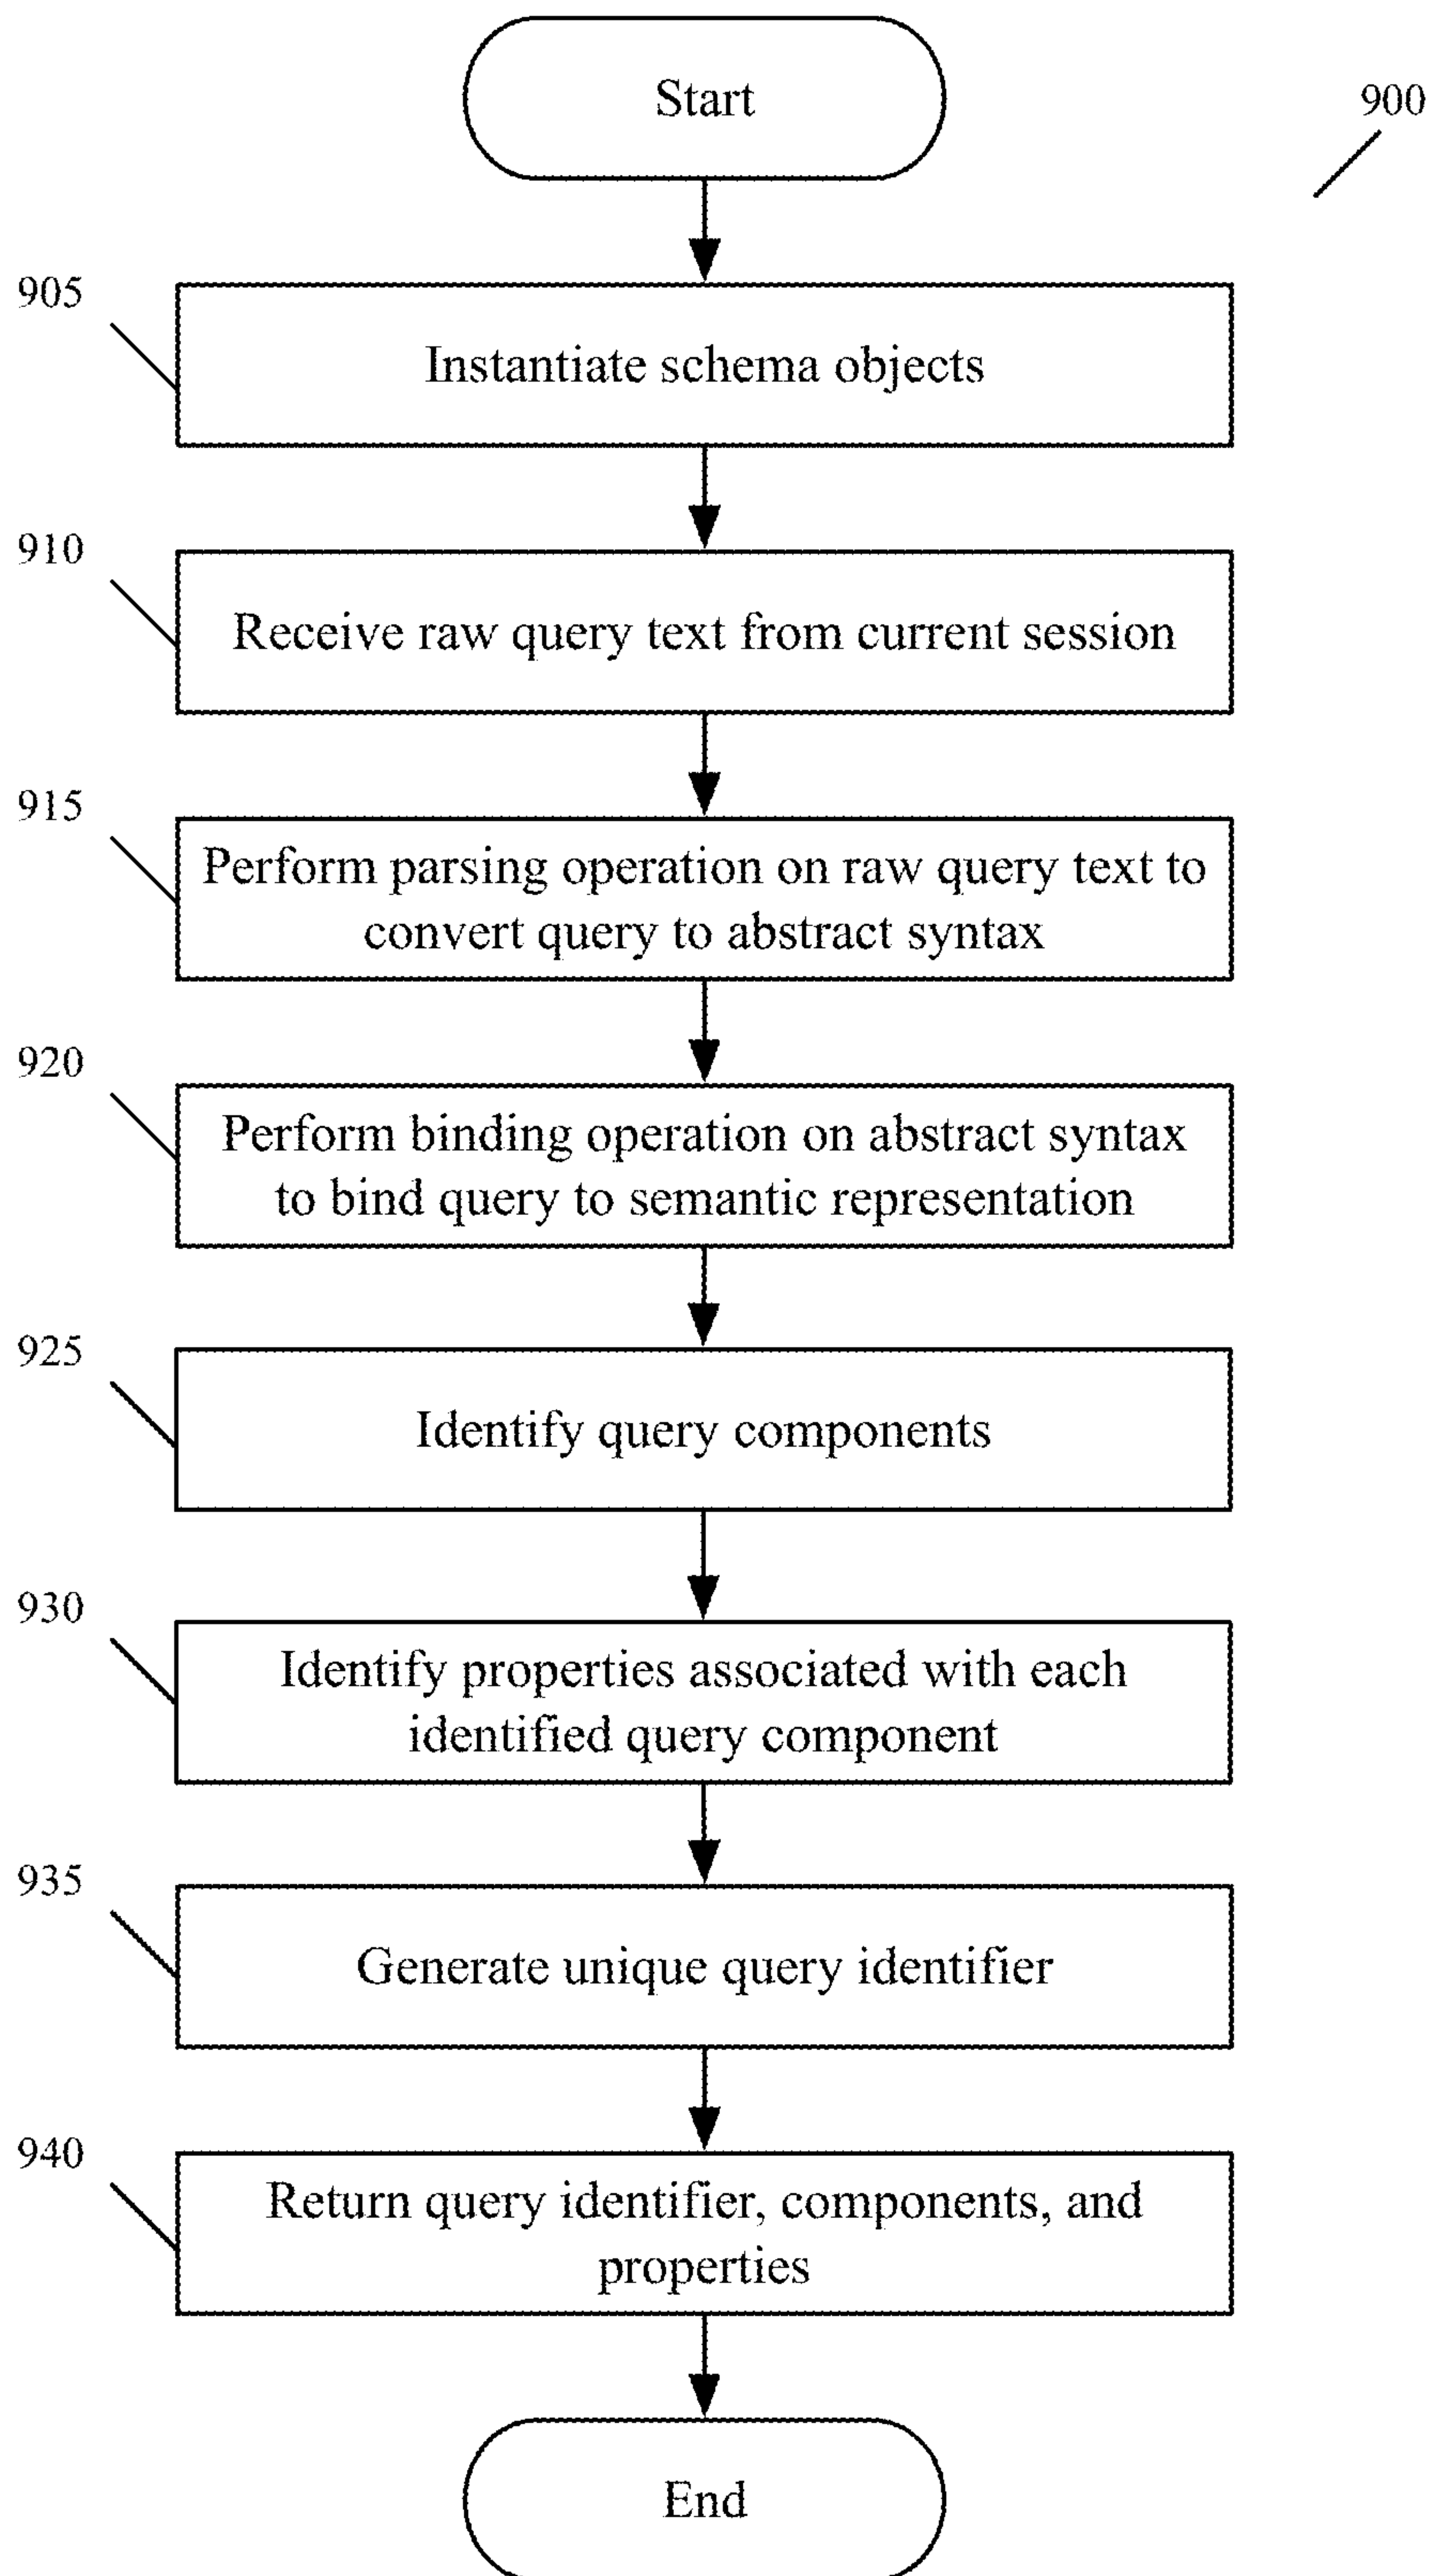 Start
900
905
Instantiate schema objects
910
Receive raw query text from current session
915
Perform parsing operation on raw query text to
convert query to abstract syntax
920
Perform binding operation on abstract syntax
to bind query to semantic representation
925
Identify query components
930
Identify properties associated with each
identified query component
935
Generate unique query identifier
940
Return query identifier, components, and
properties
End